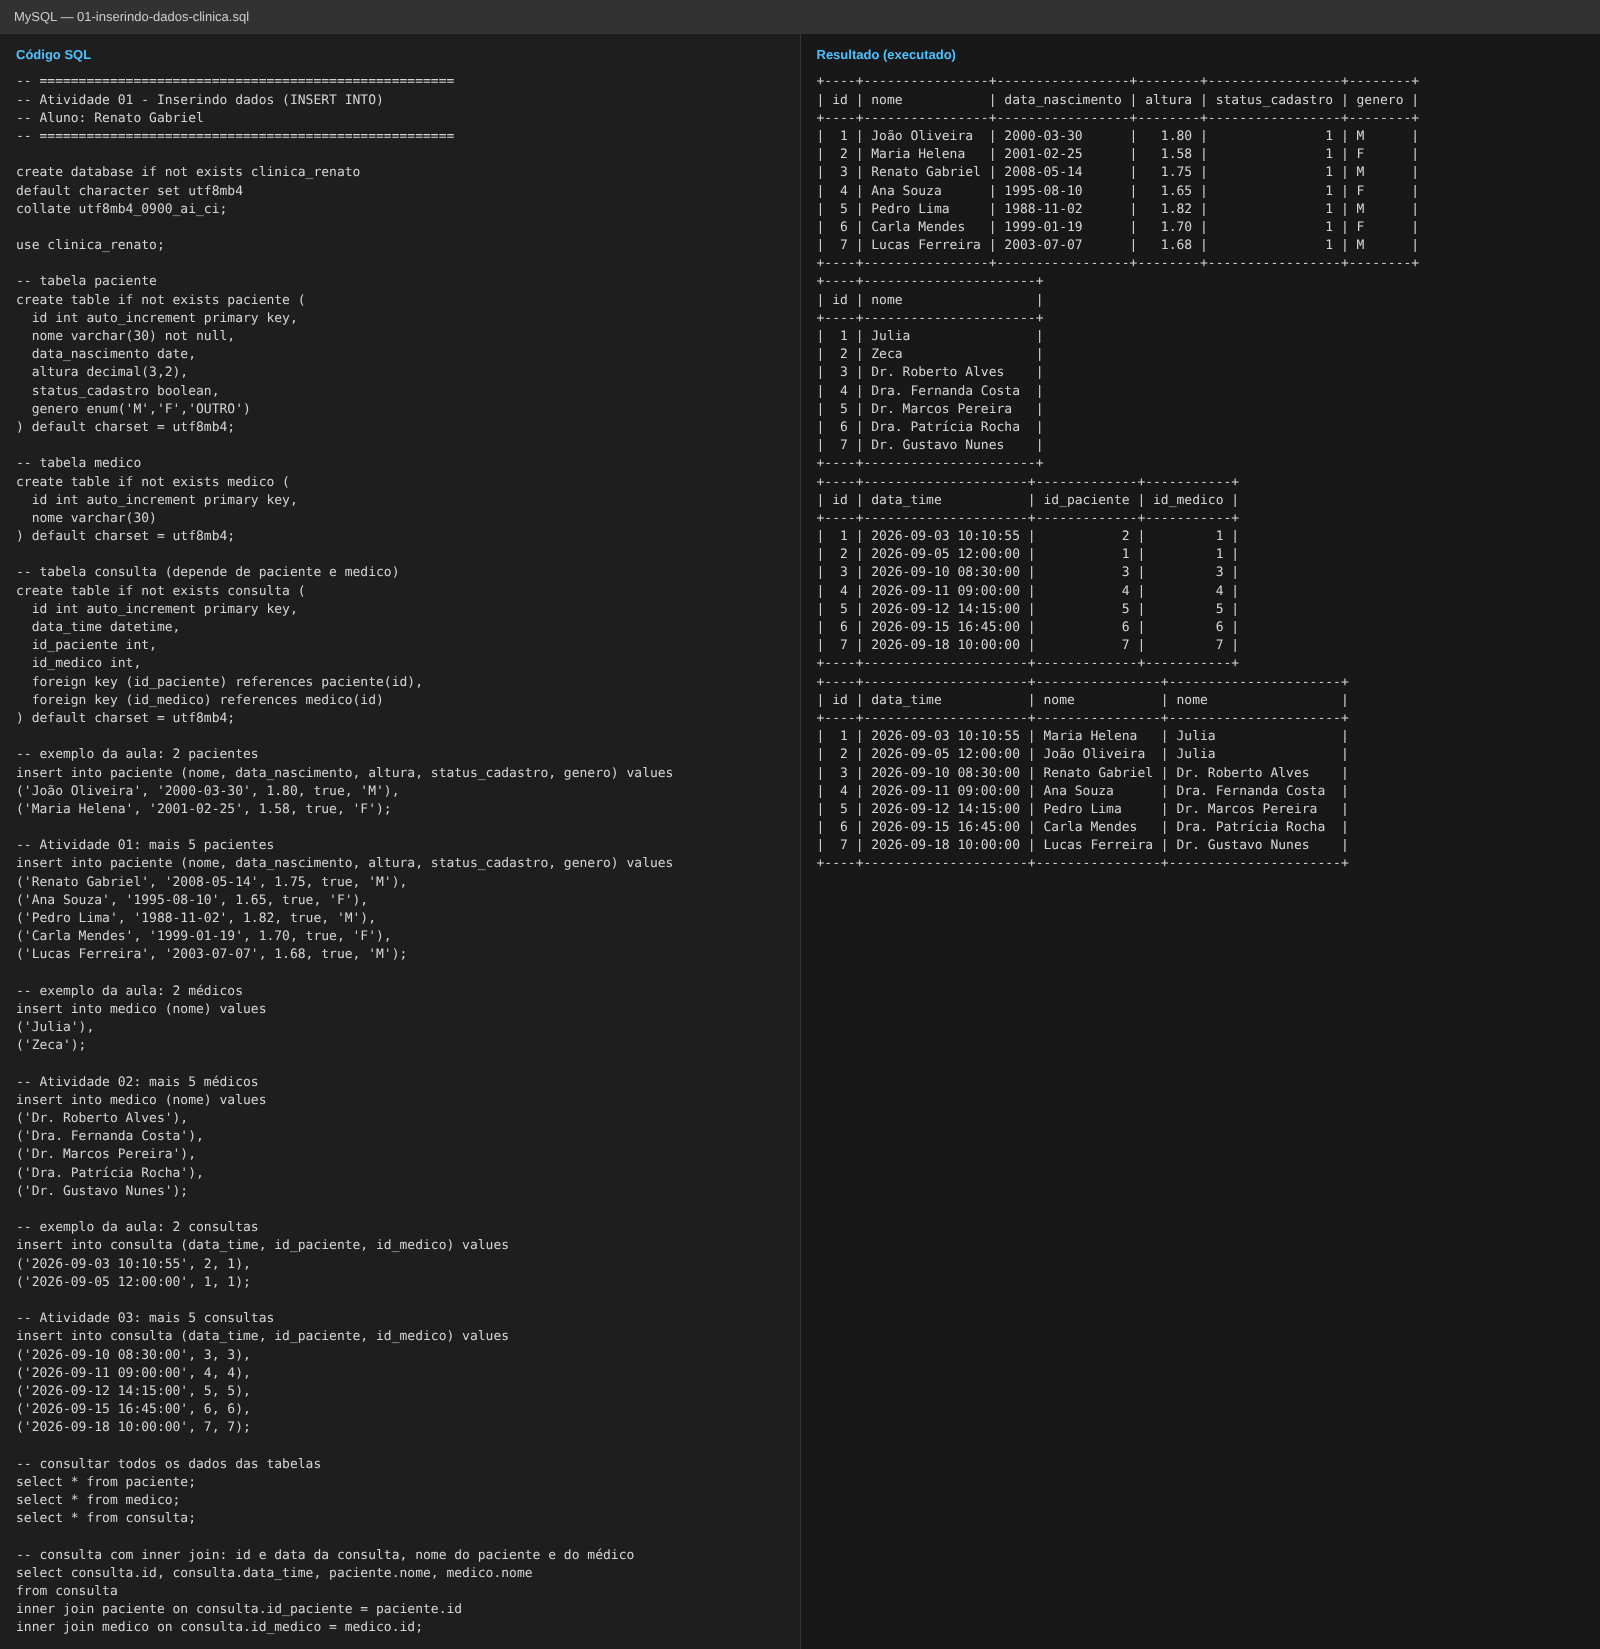 MySQL — 01-inserindo-dados-clinica.sql
Código SQL
-- =====================================================
-- Atividade 01 - Inserindo dados (INSERT INTO)
-- Aluno: Renato Gabriel
-- =====================================================

create database if not exists clinica_renato
default character set utf8mb4
collate utf8mb4_0900_ai_ci;

use clinica_renato;

-- tabela paciente
create table if not exists paciente (
  id int auto_increment primary key,
  nome varchar(30) not null,
  data_nascimento date,
  altura decimal(3,2),
  status_cadastro boolean,
  genero enum('M','F','OUTRO')
) default charset = utf8mb4;

-- tabela medico
create table if not exists medico (
  id int auto_increment primary key,
  nome varchar(30)
) default charset = utf8mb4;

-- tabela consulta (depende de paciente e medico)
create table if not exists consulta (
  id int auto_increment primary key,
  data_time datetime,
  id_paciente int,
  id_medico int,
  foreign key (id_paciente) references paciente(id),
  foreign key (id_medico) references medico(id)
) default charset = utf8mb4;

-- exemplo da aula: 2 pacientes
insert into paciente (nome, data_nascimento, altura, status_cadastro, genero) values
('João Oliveira', '2000-03-30', 1.80, true, 'M'),
('Maria Helena', '2001-02-25', 1.58, true, 'F');

-- Atividade 01: mais 5 pacientes
insert into paciente (nome, data_nascimento, altura, status_cadastro, genero) values
('Renato Gabriel', '2008-05-14', 1.75, true, 'M'),
('Ana Souza', '1995-08-10', 1.65, true, 'F'),
('Pedro Lima', '1988-11-02', 1.82, true, 'M'),
('Carla Mendes', '1999-01-19', 1.70, true, 'F'),
('Lucas Ferreira', '2003-07-07', 1.68, true, 'M');

-- exemplo da aula: 2 médicos
insert into medico (nome) values
('Julia'),
('Zeca');

-- Atividade 02: mais 5 médicos
insert into medico (nome) values
('Dr. Roberto Alves'),
('Dra. Fernanda Costa'),
('Dr. Marcos Pereira'),
('Dra. Patrícia Rocha'),
('Dr. Gustavo Nunes');

-- exemplo da aula: 2 consultas
insert into consulta (data_time, id_paciente, id_medico) values
('2026-09-03 10:10:55', 2, 1),
('2026-09-05 12:00:00', 1, 1);

-- Atividade 03: mais 5 consultas
insert into consulta (data_time, id_paciente, id_medico) values
('2026-09-10 08:30:00', 3, 3),
('2026-09-11 09:00:00', 4, 4),
('2026-09-12 14:15:00', 5, 5),
('2026-09-15 16:45:00', 6, 6),
('2026-09-18 10:00:00', 7, 7);

-- consultar todos os dados das tabelas
select * from paciente;
select * from medico;
select * from consulta;

-- consulta com inner join: id e data da consulta, nome do paciente e do médico
select consulta.id, consulta.data_time, paciente.nome, medico.nome
from consulta
inner join paciente on consulta.id_paciente = paciente.id
inner join medico on consulta.id_medico = medico.id;
Resultado (executado)
+----+----------------+-----------------+--------+-----------------+--------+
| id | nome           | data_nascimento | altura | status_cadastro | genero |
+----+----------------+-----------------+--------+-----------------+--------+
|  1 | João Oliveira  | 2000-03-30      |   1.80 |               1 | M      |
|  2 | Maria Helena   | 2001-02-25      |   1.58 |               1 | F      |
|  3 | Renato Gabriel | 2008-05-14      |   1.75 |               1 | M      |
|  4 | Ana Souza      | 1995-08-10      |   1.65 |               1 | F      |
|  5 | Pedro Lima     | 1988-11-02      |   1.82 |               1 | M      |
|  6 | Carla Mendes   | 1999-01-19      |   1.70 |               1 | F      |
|  7 | Lucas Ferreira | 2003-07-07      |   1.68 |               1 | M      |
+----+----------------+-----------------+--------+-----------------+--------+
+----+----------------------+
| id | nome                 |
+----+----------------------+
|  1 | Julia                |
|  2 | Zeca                 |
|  3 | Dr. Roberto Alves    |
|  4 | Dra. Fernanda Costa  |
|  5 | Dr. Marcos Pereira   |
|  6 | Dra. Patrícia Rocha  |
|  7 | Dr. Gustavo Nunes    |
+----+----------------------+
+----+---------------------+-------------+-----------+
| id | data_time           | id_paciente | id_medico |
+----+---------------------+-------------+-----------+
|  1 | 2026-09-03 10:10:55 |           2 |         1 |
|  2 | 2026-09-05 12:00:00 |           1 |         1 |
|  3 | 2026-09-10 08:30:00 |           3 |         3 |
|  4 | 2026-09-11 09:00:00 |           4 |         4 |
|  5 | 2026-09-12 14:15:00 |           5 |         5 |
|  6 | 2026-09-15 16:45:00 |           6 |         6 |
|  7 | 2026-09-18 10:00:00 |           7 |         7 |
+----+---------------------+-------------+-----------+
+----+---------------------+----------------+----------------------+
| id | data_time           | nome           | nome                 |
+----+---------------------+----------------+----------------------+
|  1 | 2026-09-03 10:10:55 | Maria Helena   | Julia                |
|  2 | 2026-09-05 12:00:00 | João Oliveira  | Julia                |
|  3 | 2026-09-10 08:30:00 | Renato Gabriel | Dr. Roberto Alves    |
|  4 | 2026-09-11 09:00:00 | Ana Souza      | Dra. Fernanda Costa  |
|  5 | 2026-09-12 14:15:00 | Pedro Lima     | Dr. Marcos Pereira   |
|  6 | 2026-09-15 16:45:00 | Carla Mendes   | Dra. Patrícia Rocha  |
|  7 | 2026-09-18 10:00:00 | Lucas Ferreira | Dr. Gustavo Nunes    |
+----+---------------------+----------------+----------------------+